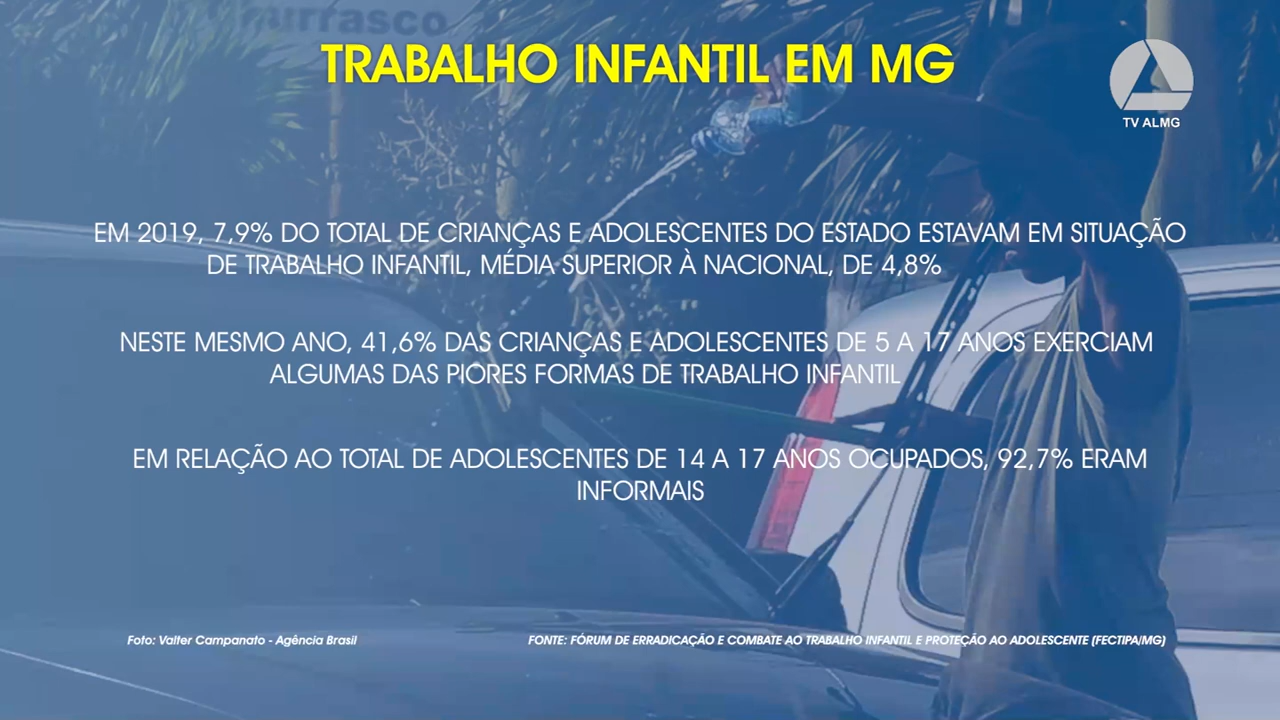 Churrasco
TRABALHO INFANTIL EM MG
TV ALMG
EM 2019, 7,9% DO TOTAL DE CRIANÇAS E ADOLESCENTES DO ESTADO ESTAVAM EM SITUAÇÃO
DE TRABALHO INFANTIL, MÉDIA SUPERIOR À NACIONAL, DE 4,8%
NESTE MESMO ANO, 41,6% DAS CRIANÇAS E ADOLESCENTES DE 5 A 17 ANOS EXERCIAM
ALGUMAS DAS PIORES FORMAS DE TRABALHO INFANTIL
EM RELAÇÃO AO TOTAL DE ADOLESCENTES DE 14 A 17 ANOS OCUPADOS, 92,7% ERAM
INFORMAIS
Foto: Valter Campanato - Agência Brasil
FONTE: FÓRUM DE ERRADICAÇÃO E COMBATE AO TRABALHO INFANTIL E PROTEÇÃO AO ADOLESCENTE (FECTIPA/MG)